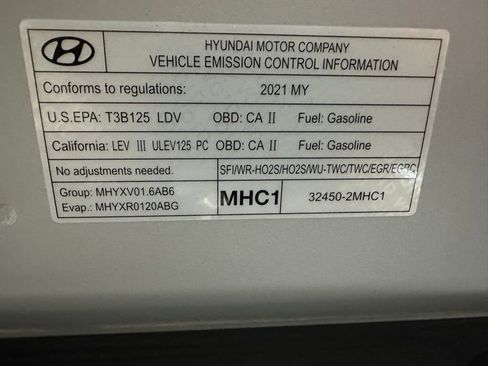 HYUNDAI MOTOR COMPANY
VEHICLE EMISSION CONTROL INFORMATION
Conforms to regulations: 2021 MY
U.S.EPA: T3B125 LDV OBD: CA II Fuel: Gasoline
California: LEV III ULEV125 PC OBD: CA II Fuel: Gasoline
No adjustments needed. SFI/WR-HO2S/HO2S/WU-TWC/TWC/EGR/EGRC
Group: MHYXV01.6AB6
Evap.: MHYXR0120ABG
MHC1
32450-2MHC1